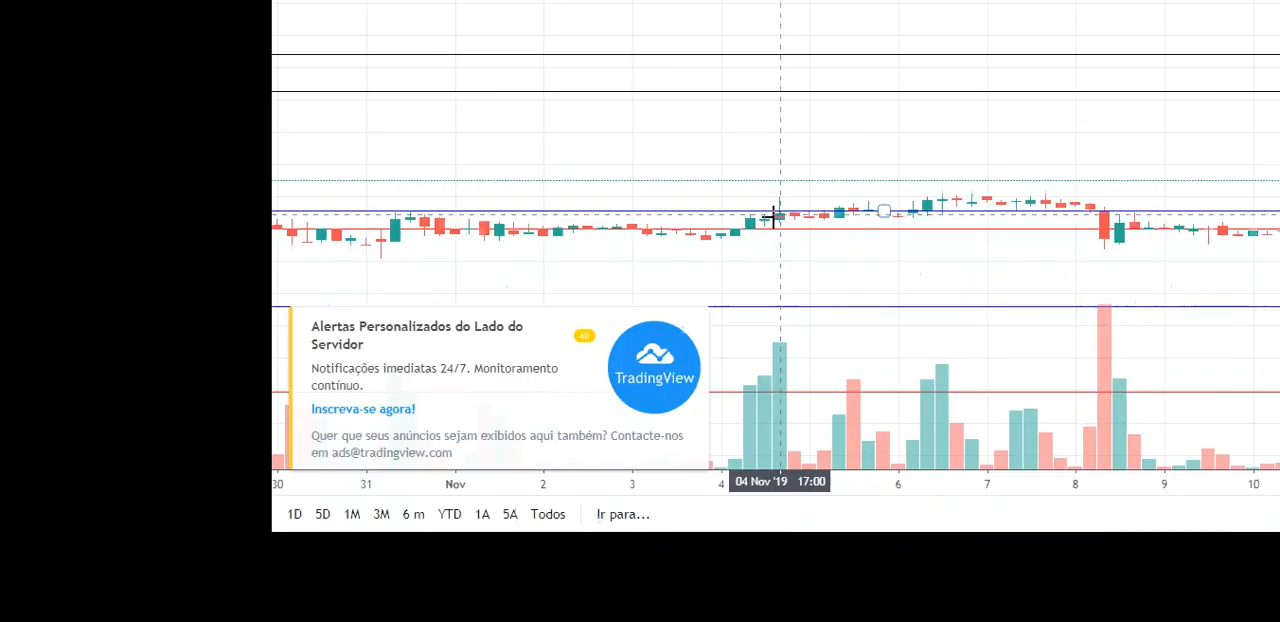 Alertas Personalizados do Lado do
Servidor
AD
Notificações imediatas 24/7. Monitoramento
contínuo.
Inscreva-se agora!
Quer que seus anúncios sejam exibidos aqui também? Contacte-nos
em ads@tradingview.com
TradingView
30 31 Nov 2 3 4 04 Nov '19 17:00 6 7 8 9 10
1D 5D 1M 3M 6 m YTD 1A 5A Todos Ir para...